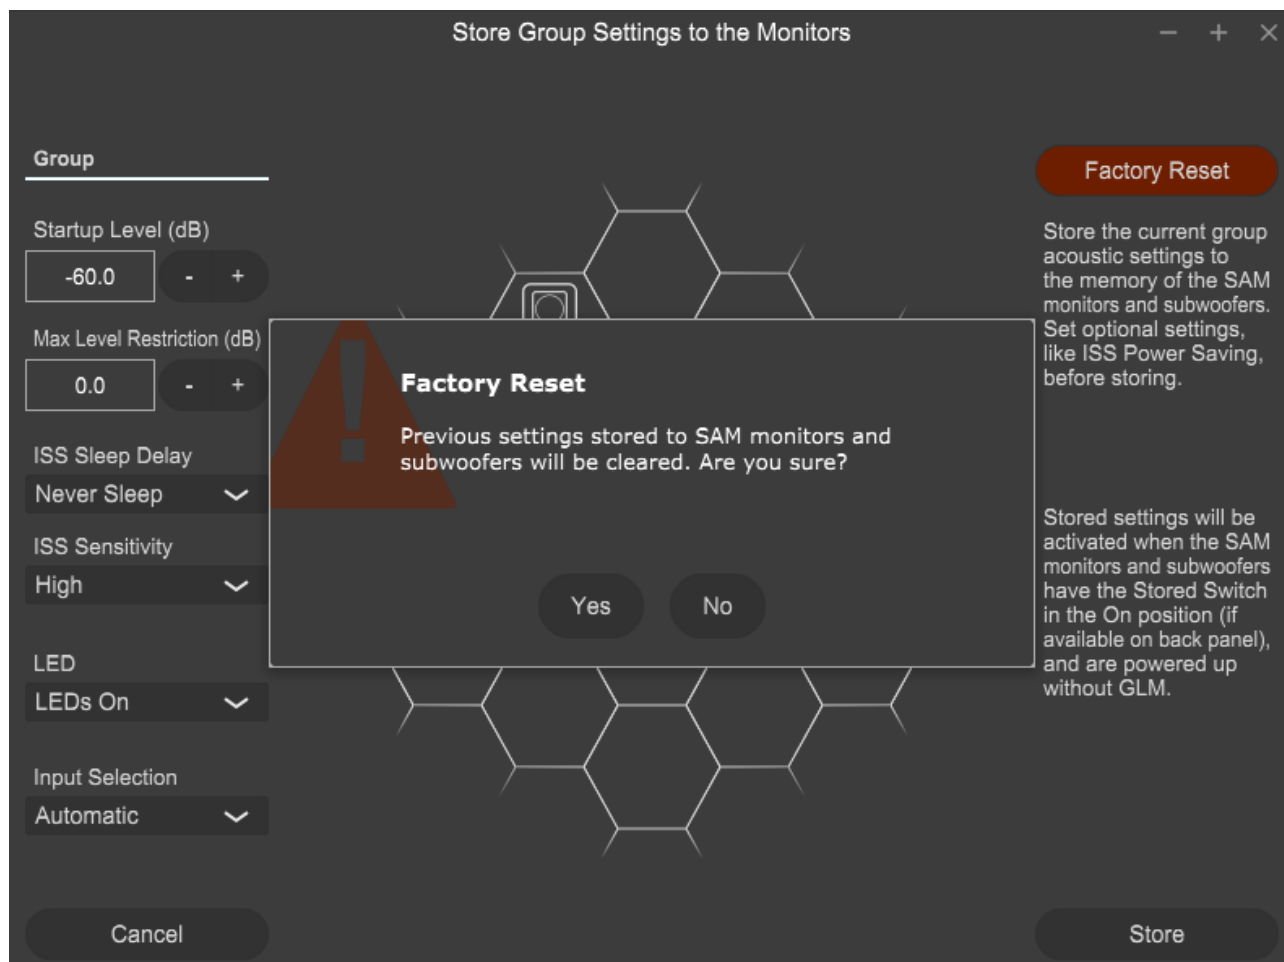 Store Group Settings to the Monitors
Group
Startup Level (dB)
-60.0
- +
Max Level Restriction (dB)
0.0
- +
ISS Sleep Delay
Never Sleep
ISS Sensitivity
High
LED
LEDs On
Input Selection
Automatic
Cancel
Factory Reset
Previous settings stored to SAM monitors and
subwoofers will be cleared. Are you sure?
Yes
No
Factory Reset
Store the current group
acoustic settings to
the memory of the SAM
monitors and subwoofers.
Set optional settings,
like ISS Power Saving,
before storing.
Stored settings will be
activated when the SAM
monitors and subwoofers
have the Stored Switch
in the On position (if
available on back panel),
and are powered up
without GLM.
Store